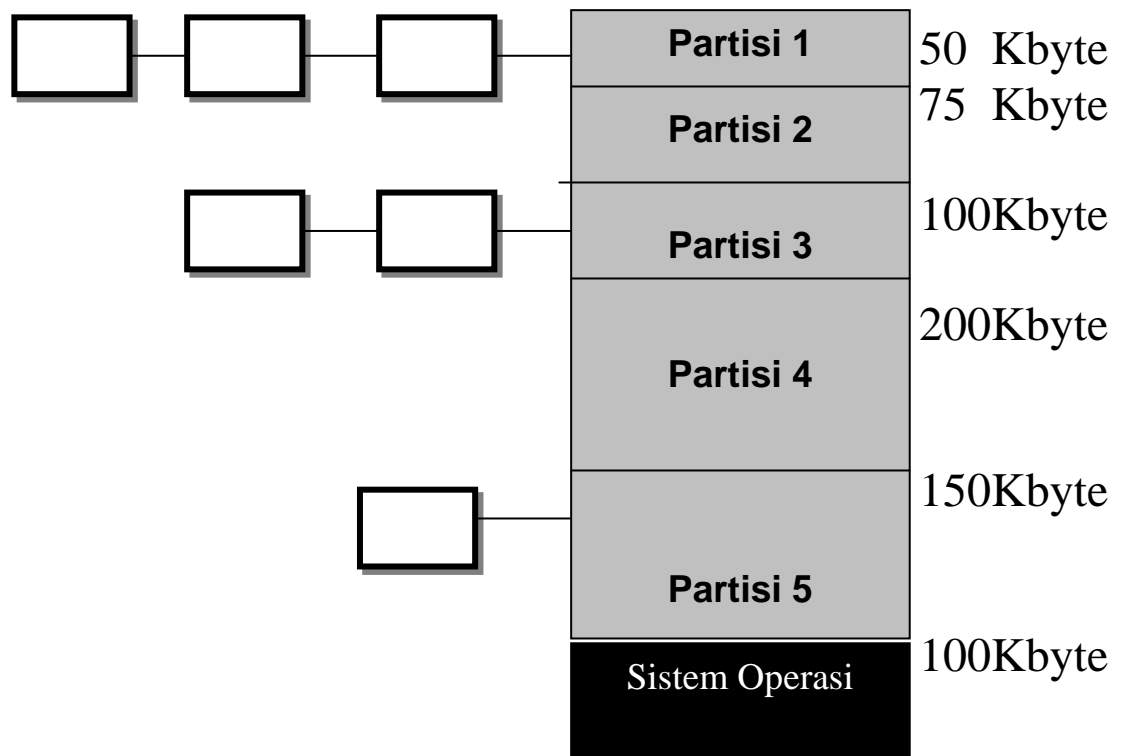 Partisi 1
50 Kbyte
75 Kbyte
Partisi 2
100Kbyte
Partisi 3
200Kbyte
Partisi 4
150Kbyte
Partisi 5
100Kbyte
Sistem Operasi